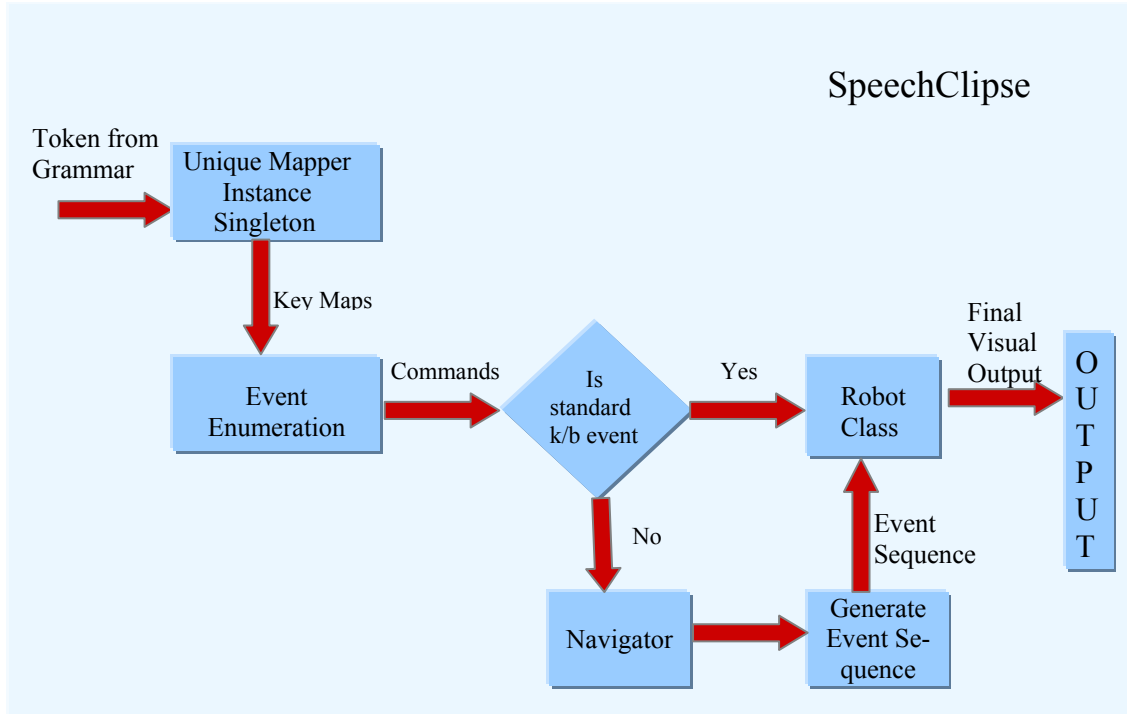 SpeechClipse
Token from
Grammar
Unique Mapper
Instance
Singleton
Key Maps
Event
Enumeration
Commands
Is
standard
k/b event
Yes
Robot
Class
Final
Visual
Output
O
U
T
P
U
T
No
Navigator
Generate
Event Se-
quence
Event
Sequence